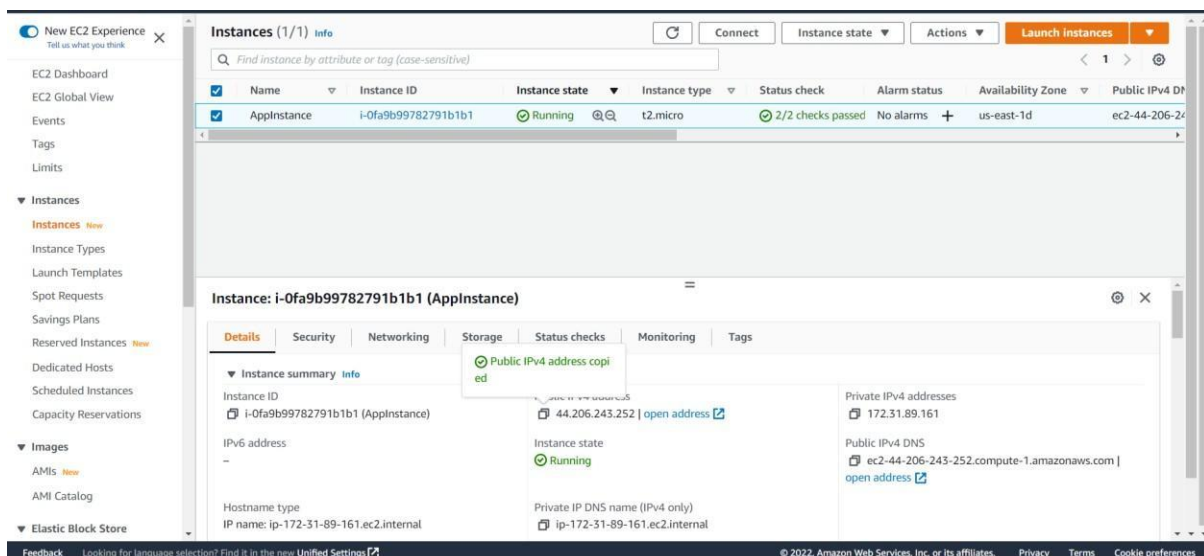 New EC2 Experience
Tell us what you think
EC2 Dashboard
EC2 Global View
Events
Tags
Limits
Instances
Instances New
Instance Types
Launch Templates
Spot Requests
Savings Plans
Reserved Instances New
Dedicated Hosts
Scheduled Instances
Capacity Reservations
Images
AMIs New
AMI Catalog
Elastic Block Store
Instances (1/1) Info
Connect
Instance state
Actions
Launch instances
Find instance by attribute or tag (case-sensitive)
1
Name Instance ID Instance state Instance type Status check Alarm status Availability Zone Public IPv4 DN
AppInstance i-0fa9b99782791b1b1 Running t2.micro 2/2 checks passed No alarms + us-east-1d ec2-44-206-24
Instance: i-0fa9b99782791b1b1 (AppInstance)
Details Security Networking Storage Status checks Monitoring Tags
Public IPv4 address copi
ed
Instance summary Info
Instance ID
i-0fa9b99782791b1b1 (AppInstance)
44.206.243.252 | open address
Private IPv4 addresses
172.31.89.161
IPv6 address
–
Instance state
Running
Public IPv4 DNS
ec2-44-206-243-252.compute-1.amazonaws.com |
open address
Hostname type
IP name: ip-172-31-89-161.ec2.internal
Private IP DNS name (IPv4 only)
ip-172-31-89-161.ec2.internal
Feedback Looking for language selection? Find it in the new Unified Settings © 2022, Amazon Web Services, Inc. or its affiliates. Privacy Terms Cookie preferences